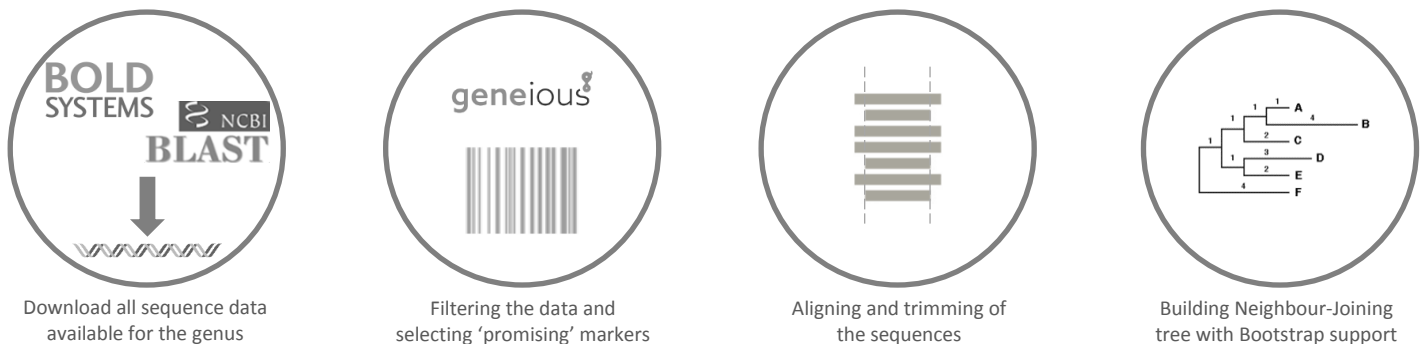 BOLD
SYSTEMS
NCBI
BLAST
Download all sequence data
available for the genus
geneious
Filtering the data and
selecting ‘promising’ markers
Aligning and trimming of
the sequences
1
A
1
4
B
1
2
C
1
3
D
1
2
E
4
F
Building Neighbour-Joining
tree with Bootstrap support